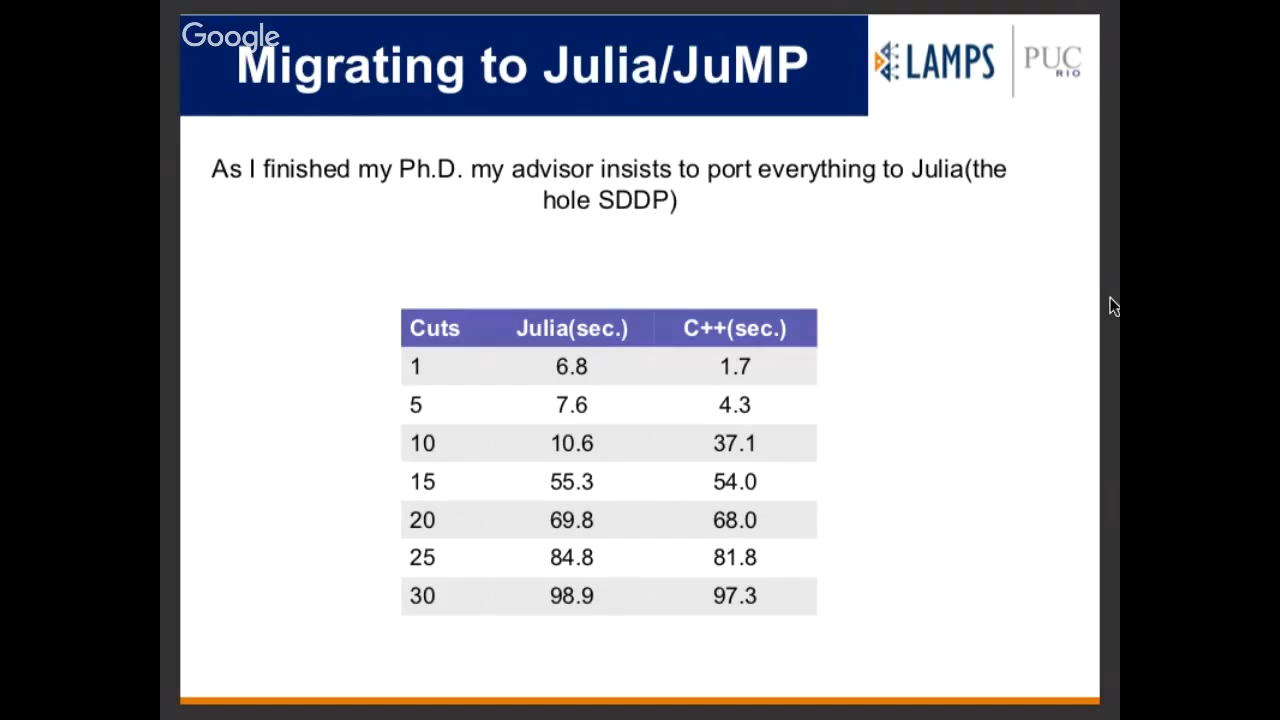 Google
Migrating to Julia/JuMP
LAMPS
PUC
RIO
As I finished my Ph.D. my advisor insists to port everything to Julia(the
hole SDDP)
Cuts Julia(sec.) C++(sec.)
1 6.8 1.7
5 7.6 4.3
10 10.6 37.1
15 55.3 54.0
20 69.8 68.0
25 84.8 81.8
30 98.9 97.3